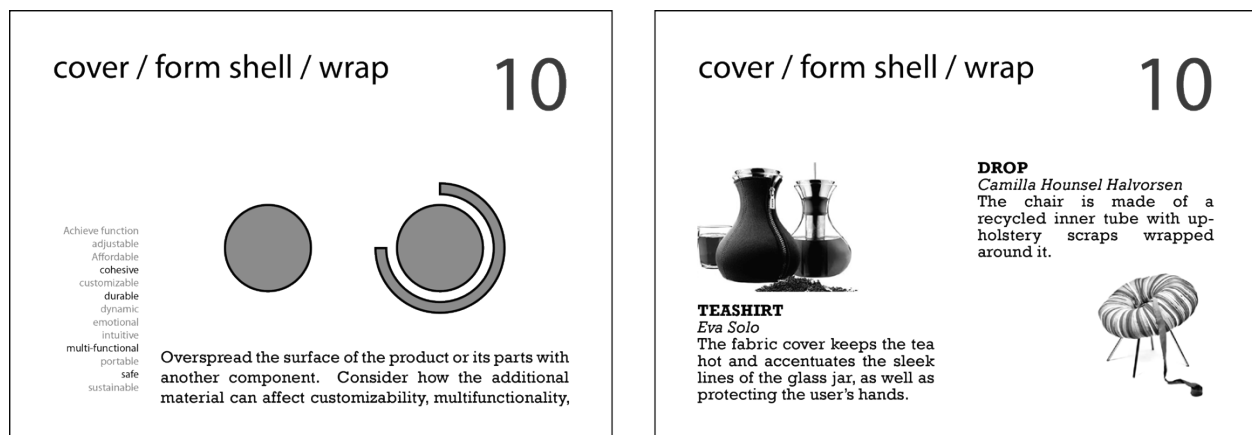 cover / form shell / wrap
10
Achieve function
adjustable
Affordable
cohesive
customizable
durable
dynamic
emotional
intuitive
multi-functional
portable
safe
sustainable
Overspread the surface of the product or its parts with
another component. Consider how the additional
material can affect customizability, multifunctionality,
cover / form shell / wrap
10
TEASHIRT
Eva Solo
The fabric cover keeps the tea
hot and accentuates the sleek
lines of the glass jar, as well as
protecting the user's hands.
DROP
Camilla Hounsel Halvorsen
The chair is made of a
recycled inner tube with up-
holstery scraps wrapped
around it.